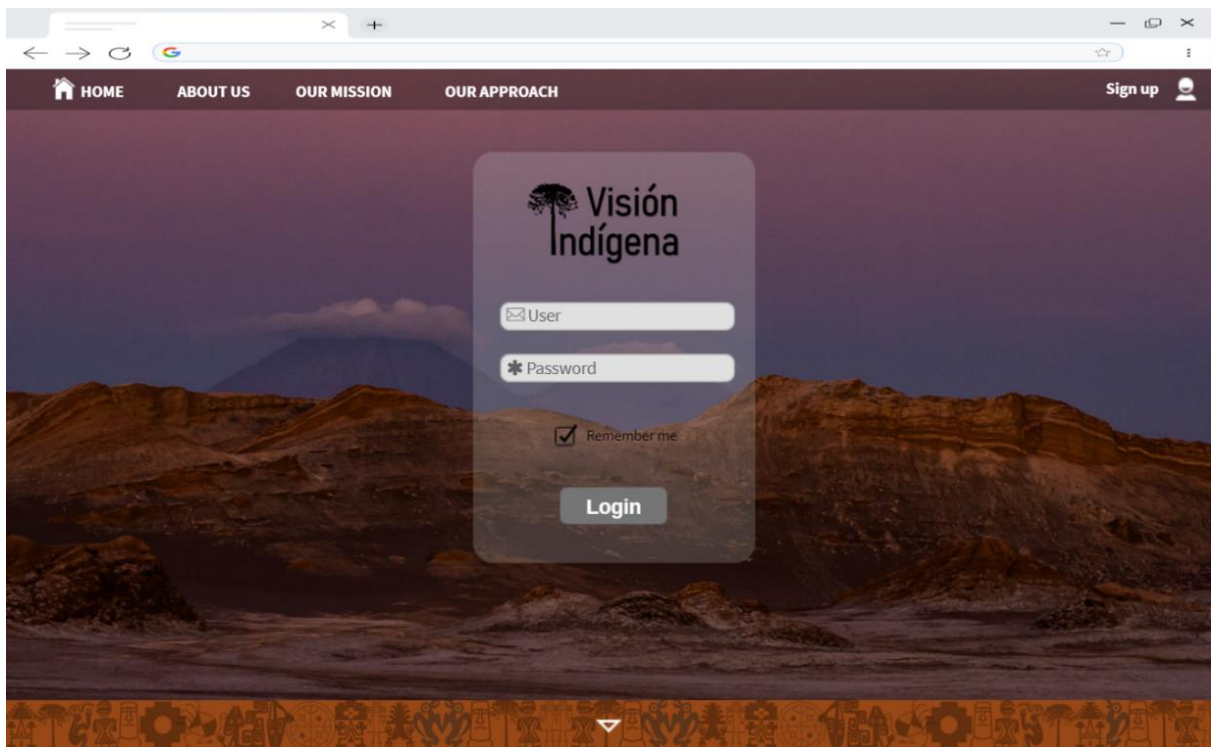 HOME ABOUT US OUR MISSION OUR APPROACH Sign up
Visión
Indígena
User
Password
Remember me
Login